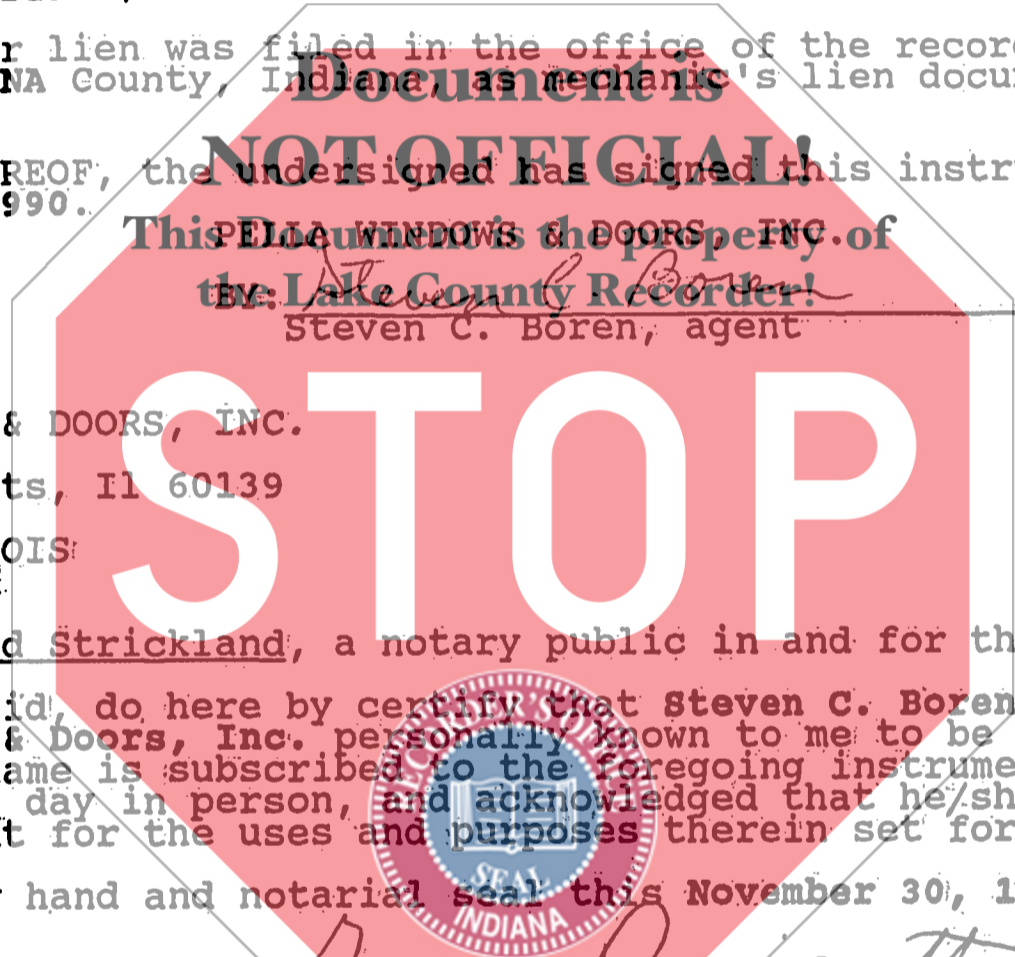 r lien was filed in the office of the recor
NA County, Indiana, as mechanic's lien docu
Document is
NOT OFFICIAL!
REOF, the undersigned has signed this instr
990.
This Document is the property of
the Lake County Recorder!
PELLA WINDOWS & DOORS, INC.
BY: Steven C. Boren
Steven C. Boren, agent
STOP
& DOORS, INC.
ts, Il 60139
OIS
d Strickland, a notary public in and for th
id, do here by certify that Steven C. Boren
& Doors, Inc. personally known to me to be
ame is subscribed to the foregoing instrume
day in person, and acknowledged that he/sh
t for the uses and purposes therein set for
hand and notarial seal this November 30, 1
RECORDER'S OFFICE
SEAL
INDIANA